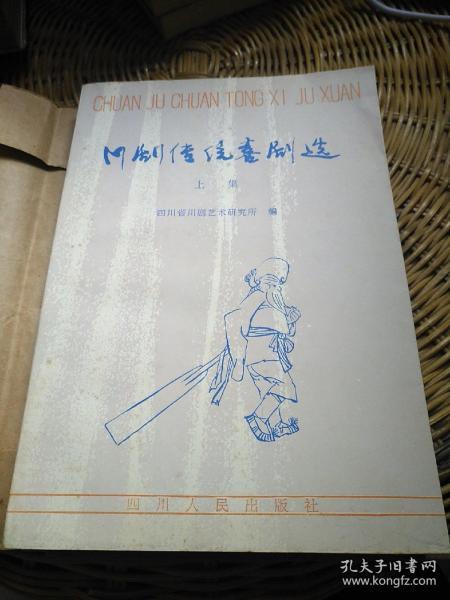 CHUAN JU CHUAN TONG XI JU XUAN
川剧传统喜剧选
上集
四川省川剧艺术研究所 编
四川人民出版社
孔夫子旧书网
www.kongfz.com